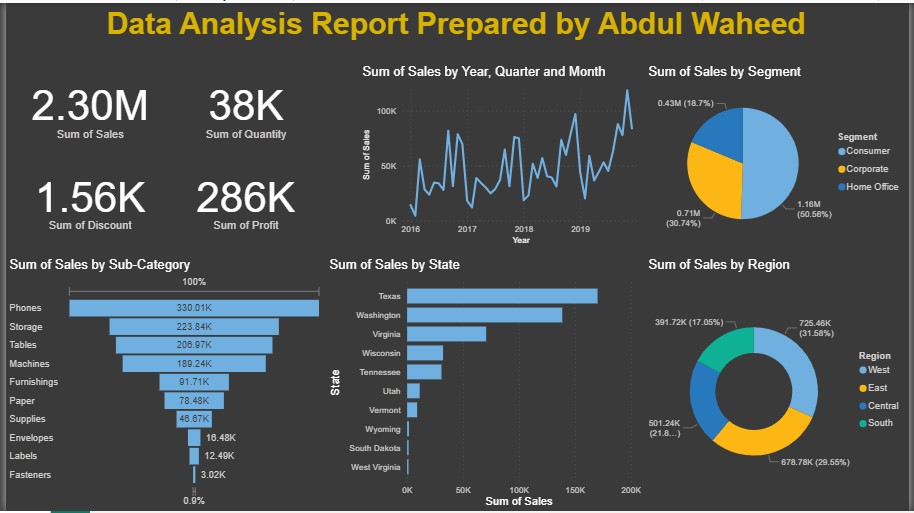 Data Analysis Report Prepared by Abdul Waheed
2.30M
Sum of Sales
38K
Sum of Quantity
1.56K
Sum of Discount
286K
Sum of Profit
Sum of Sales by Year, Quarter and Month
Sum of Sales
100K
50K
0K
2016
2017
2018
2019
Year
Sum of Sales by Segment
0.43M (18.7%)
0.71M
(30.74%)
1.16M
(50.56%)
Segment
Consumer
Corporate
Home Office
Sum of Sales by Sub-Category
100%
Phones
330.01K
Storage
223.84K
Tables
206.97K
Machines
189.24K
Furnishings
91.71K
Paper
78.48K
Supplies
46.67K
Envelopes
16.48K
Labels
12.49K
Fasteners
3.02K
0.9%
Sum of Sales by State
State
Texas
Washington
Virginia
Wisconsin
Tennessee
Utah
Vermont
Wyoming
South Dakota
West Virginia
0K
50K
100K
150K
200K
Sum of Sales
Sum of Sales by Region
391.72K (17.05%)
725.46K
(31.58%)
501.24K
(21.8...)
678.78K (29.55%)
Region
West
East
Central
South